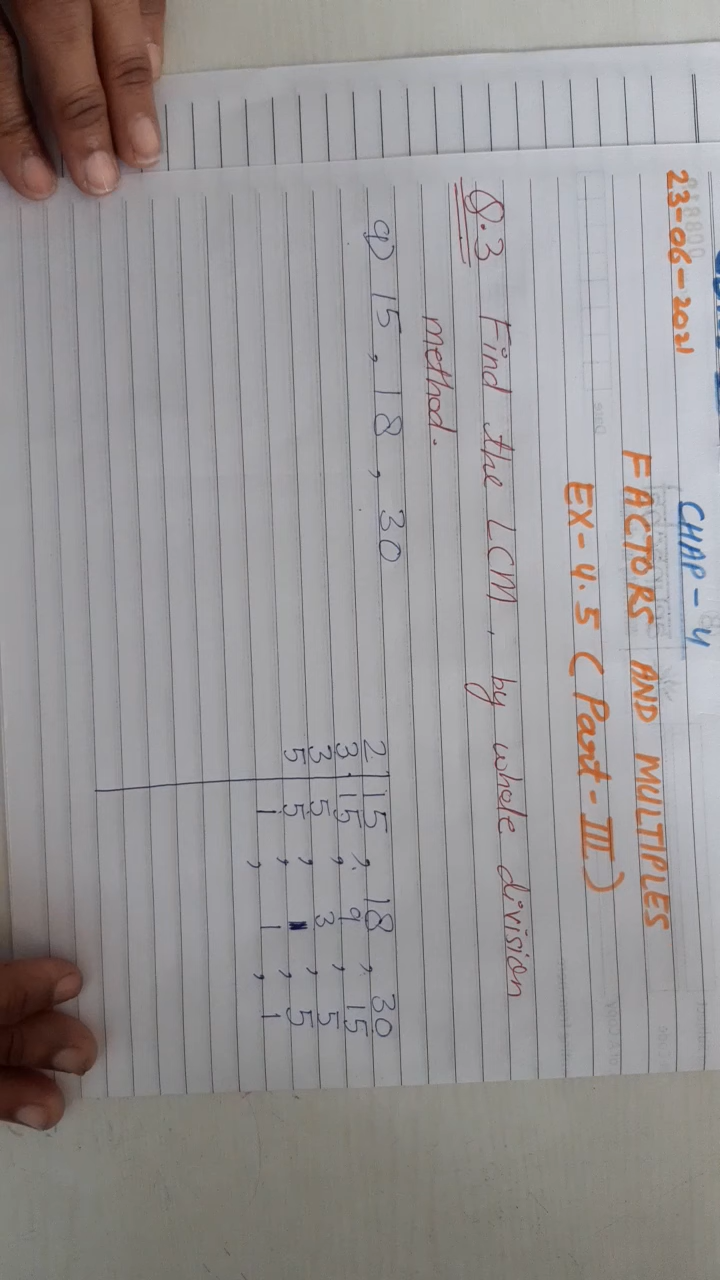 CHAP-4
23-06-2021
FACTORS AND MULTIPLES
EX-4.5 (Part-III)
Q.3 Find the LCM, by whole division
method.
a) 15, 18, 30
2 15, 18, 30
3 15, 9, 15
3 5, 3, 5
5 5, , 5
1, 1, 1